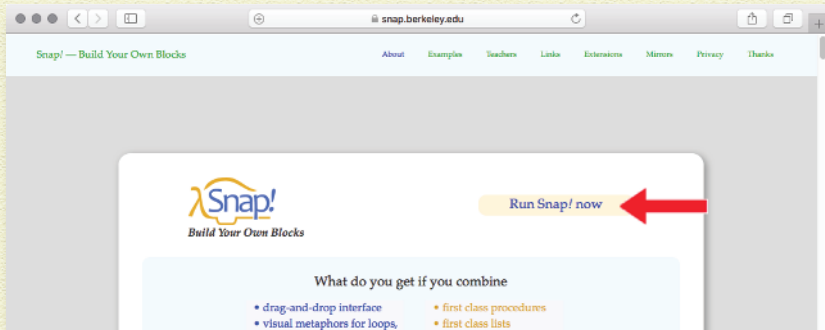 snap.berkeley.edu
Snap! — Build Your Own Blocks About Examples Teachers Links Extensions Mirrors Privacy Thanks
λSnap!
Build Your Own Blocks
Run Snap! now
What do you get if you combine
• drag-and-drop interface
• visual metaphors for loops,
• first class procedures
• first class lists